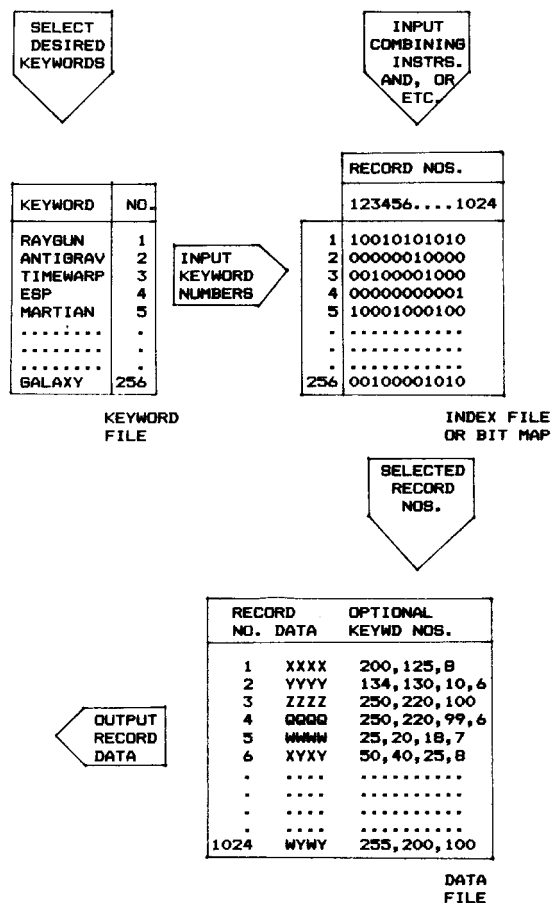 SELECT
DESIRED
KEYWORDS
INPUT
COMBINING
INSTRS.
AND, OR
ETC.
KEYWORD NO.
RAYGUN 1
ANTIGRAV 2
TIMEWARP 3
ESP 4
MARTIAN 5
......... .
........ .
........ .
GALAXY 256
KEYWORD
FILE
INPUT
KEYWORD
NUMBERS
RECORD NOS.
123456....1024
1 10010101010
2 00000010000
3 00100001000
4 00000000001
5 10001000100
. ...........
. ...........
. ...........
256 00100001010
INDEX FILE
OR BIT MAP
SELECTED
RECORD
NOS.
RECORD OPTIONAL
NO. DATA KEYWD NOS.
1 XXXX 200,125,8
2 YYYY 134,130,10,6
3 ZZZZ 250,220,100
4 QQQQ 250,220,99,6
5 WWWW 25,20,18,7
6 XYXY 50,40,25,8
. .... ..........
. .... ..........
. .... ..........
. .... ..........
1024 WYWY 255,200,100
DATA
FILE
OUTPUT
RECORD
DATA